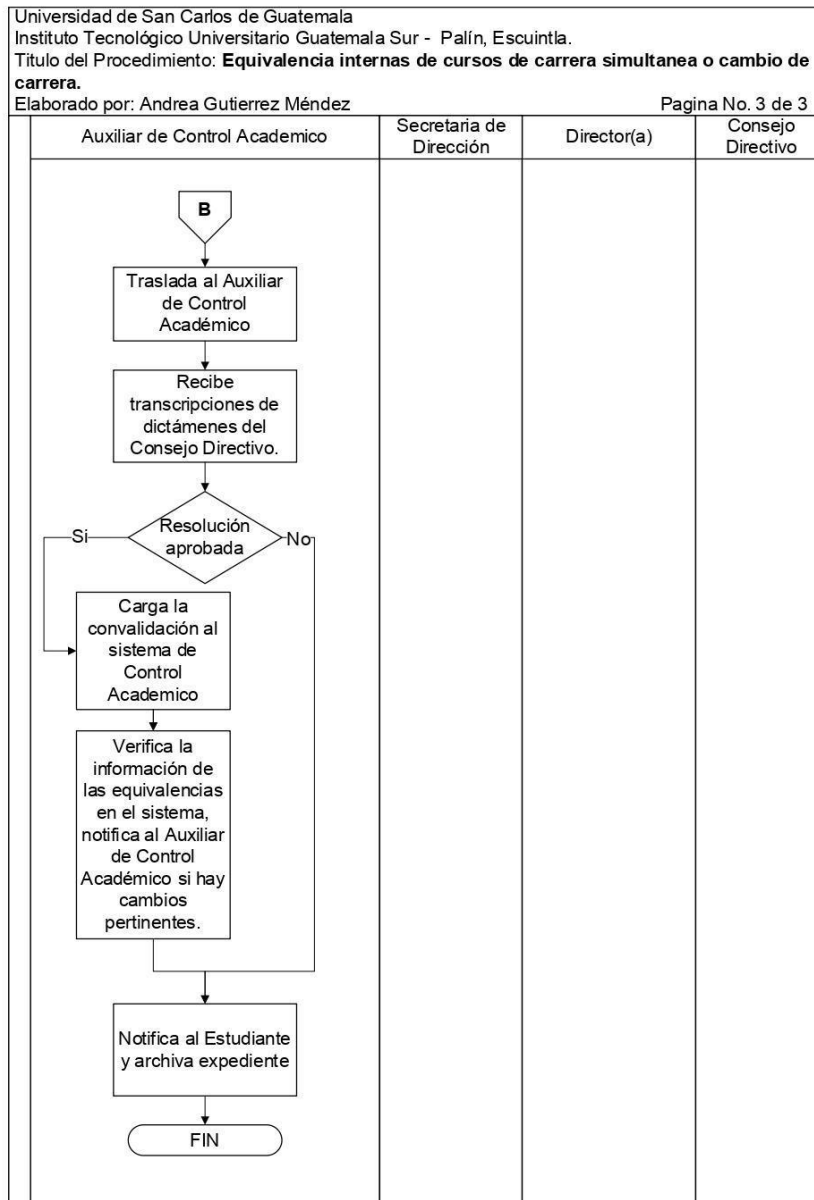 Universidad de San Carlos de Guatemala
Instituto Tecnológico Universitario Guatemala Sur - Palín, Escuintla.
Titulo del Procedimiento: Equivalencia internas de cursos de carrera simultanea o cambio de
carrera.
Elaborado por: Andrea Gutierrez Méndez Pagina No. 3 de 3
Auxiliar de Control Academico
Secretaria de
Dirección
Director(a)
Consejo
Directivo
B
Traslada al Auxiliar
de Control
Académico
Recibe
transcripciones de
dictámenes del
Consejo Directivo.
Resolución
aprobada
Si
No
Carga la
convalidación al
sistema de
Control
Academico
Verifica la
información de
las equivalencias
en el sistema,
notifica al Auxiliar
de Control
Académico si hay
cambios
pertinentes.
Notifica al Estudiante
y archiva expediente
FIN